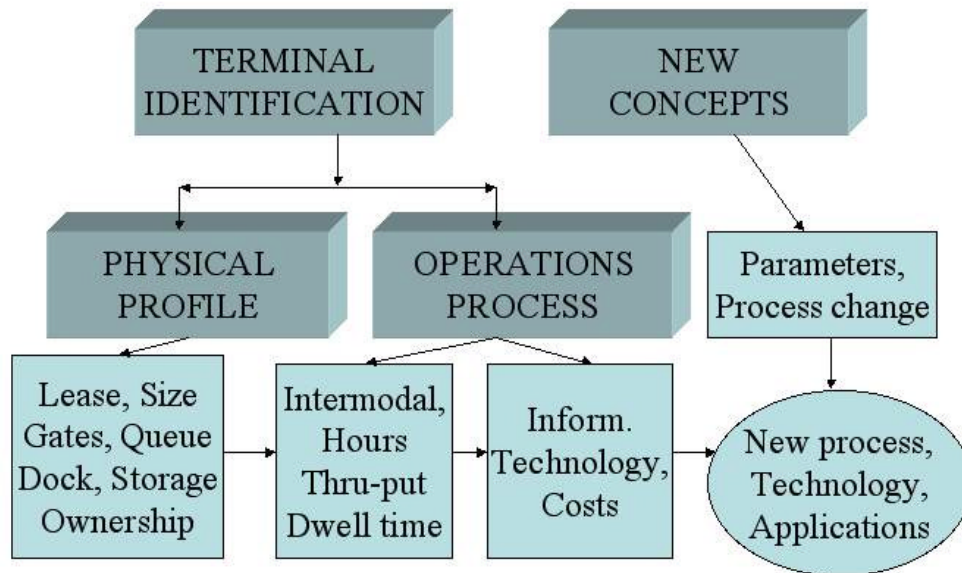 TERMINAL
IDENTIFICATION
NEW
CONCEPTS
PHYSICAL
PROFILE
OPERATIONS
PROCESS
Parameters,
Process change
Lease, Size
Gates, Queue
Dock, Storage
Ownership
Intermodal,
Hours
Thru-put
Dwell time
Inform.
Technology,
Costs
New process,
Technology,
Applications